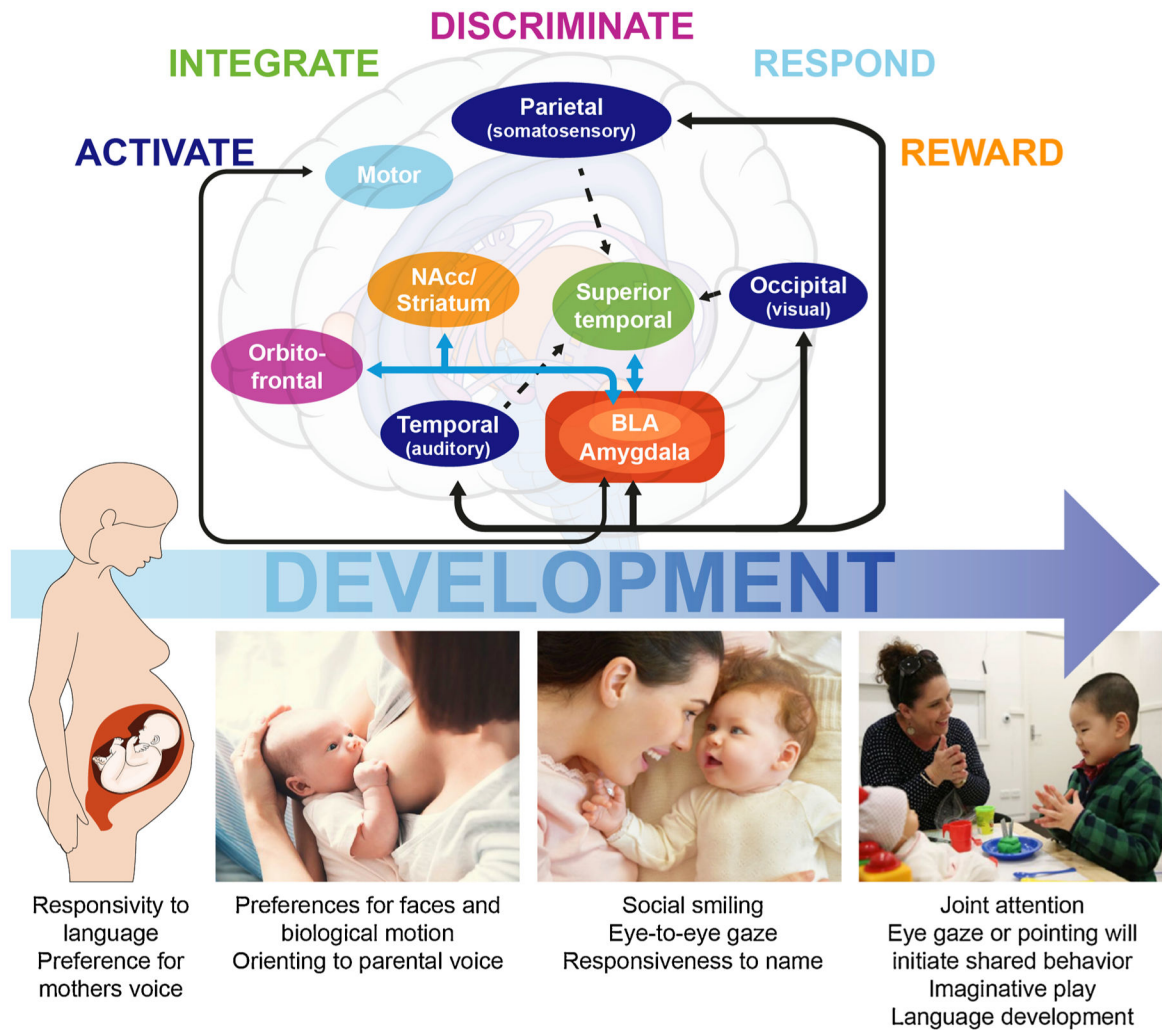 DISCRIMINATE
INTEGRATE
RESPOND
ACTIVATE
REWARD
Parietal
(somatosensory)
Motor
NAcc/
Striatum
Superior
temporal
Occipital
(visual)
Orbito-
frontal
Temporal
(auditory)
BLA
Amygdala
DEVELOPMENT
Responsivity to
language
Preference for
mothers voice
Preferences for faces and
biological motion
Orienting to parental voice
Social smiling
Eye-to-eye gaze
Responsiveness to name
Joint attention
Eye gaze or pointing will
initiate shared behavior
Imaginative play
Language development